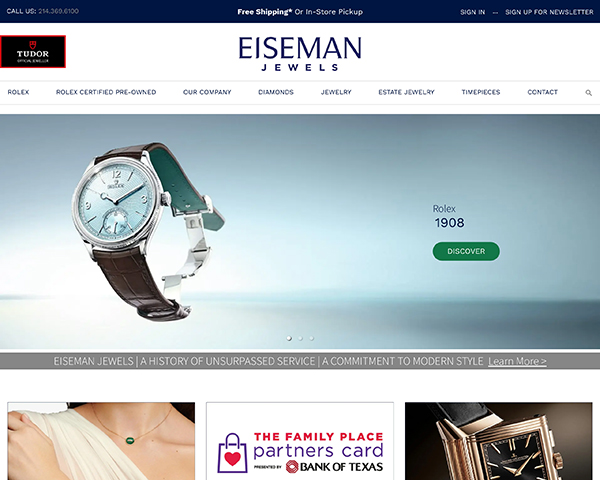 CALL US: 214.369.6100
Free Shipping* Or In-Store Pickup
SIGN IN -- SIGN UP FOR NEWSLETTER
TUDOR
OFFICIAL JEWELLER
EISEMAN
JEWELS
ROLEX ROLEX CERTIFIED PRE-OWNED OUR COMPANY DIAMONDS JEWELRY ESTATE JEWELRY TIMEPIECES CONTACT
ROLEX
Rolex
1908
DISCOVER
EISEMAN JEWELS | A HISTORY OF UNSURPASSED SERVICE | A COMMITMENT TO MODERN STYLE Learn More >
THE FAMILY PLACE
partners card
PRESENTED BY BANK OF TEXAS